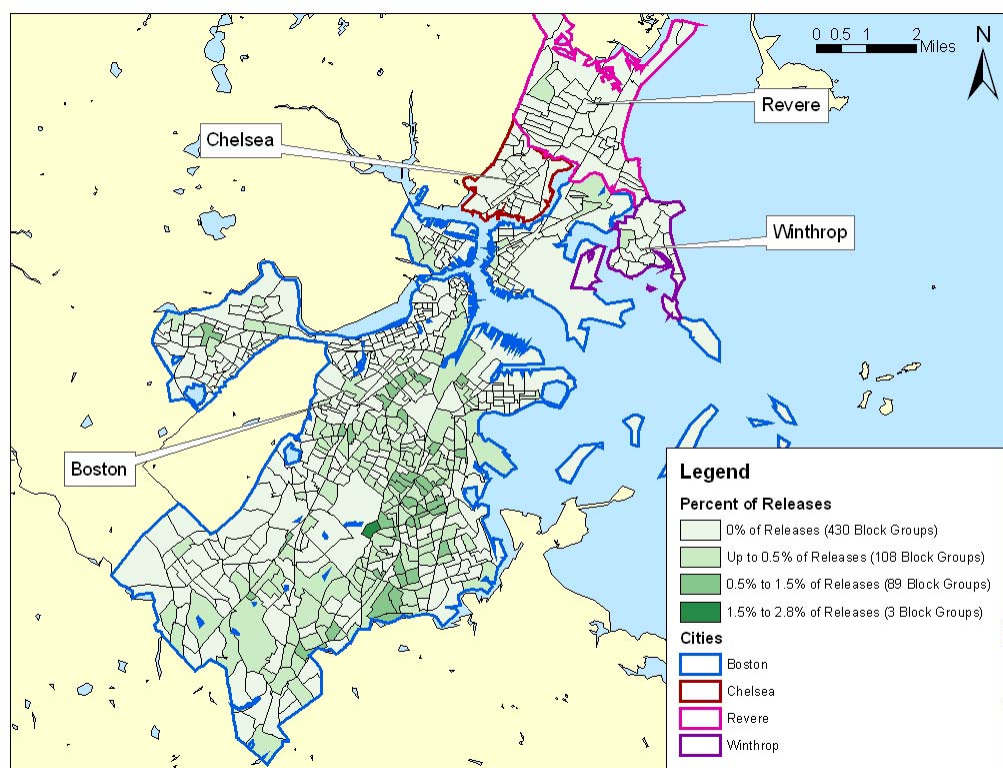 0 0.5 1 2
Miles
N
Revere
Chelsea
Winthrop
Boston
Legend
Percent of Releases
0% of Releases (430 Block Groups)
Up to 0.5% of Releases (108 Block Groups)
0.5% to 1.5% of Releases (89 Block Groups)
1.5% to 2.8% of Releases (3 Block Groups)
Cities
Boston
Chelsea
Revere
Winthrop